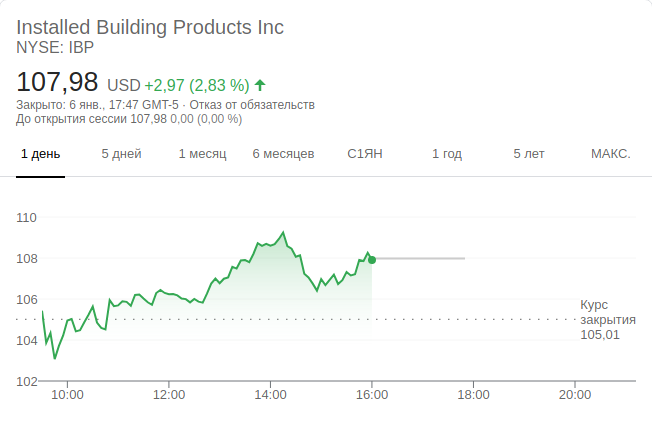 Installed Building Products Inc
NYSE: IBP
107,98 USD +2,97 (2,83 %)
Закрыто: 6 янв., 17:47 GMT-5 · Отказ от обязательств
До открытия сессии 107,98 0,00 (0,00 %)
1 день 5 дней 1 месяц 6 месяцев С1ЯН 1 год 5 лет МАКС.
110
108
106
Курс
закрытия
105,01
104
102
10:00 12:00 14:00 16:00 18:00 20:00